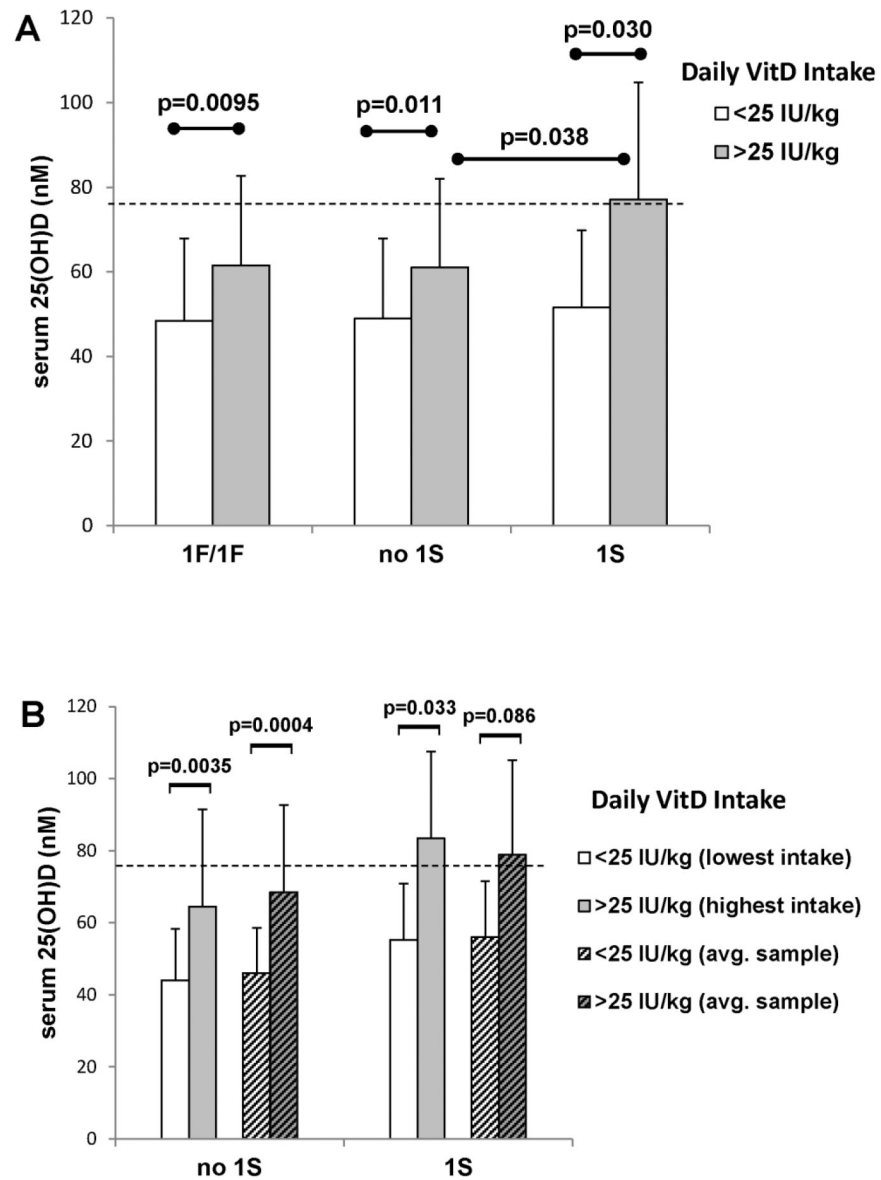 A
120
100
80
60
40
20
0
serum 25(OH)D (nM)
p=0.0095
p=0.011
p=0.030
p=0.038
Daily VitD Intake
<25 IU/kg
>25 IU/kg
1F/1F
no 1S
1S
B
120
100
80
60
40
20
0
serum 25(OH)D (nM)
p=0.0035
p=0.0004
p=0.033
p=0.086
Daily VitD Intake
<25 IU/kg (lowest intake)
>25 IU/kg (highest intake)
<25 IU/kg (avg. sample)
>25 IU/kg (avg. sample)
no 1S
1S